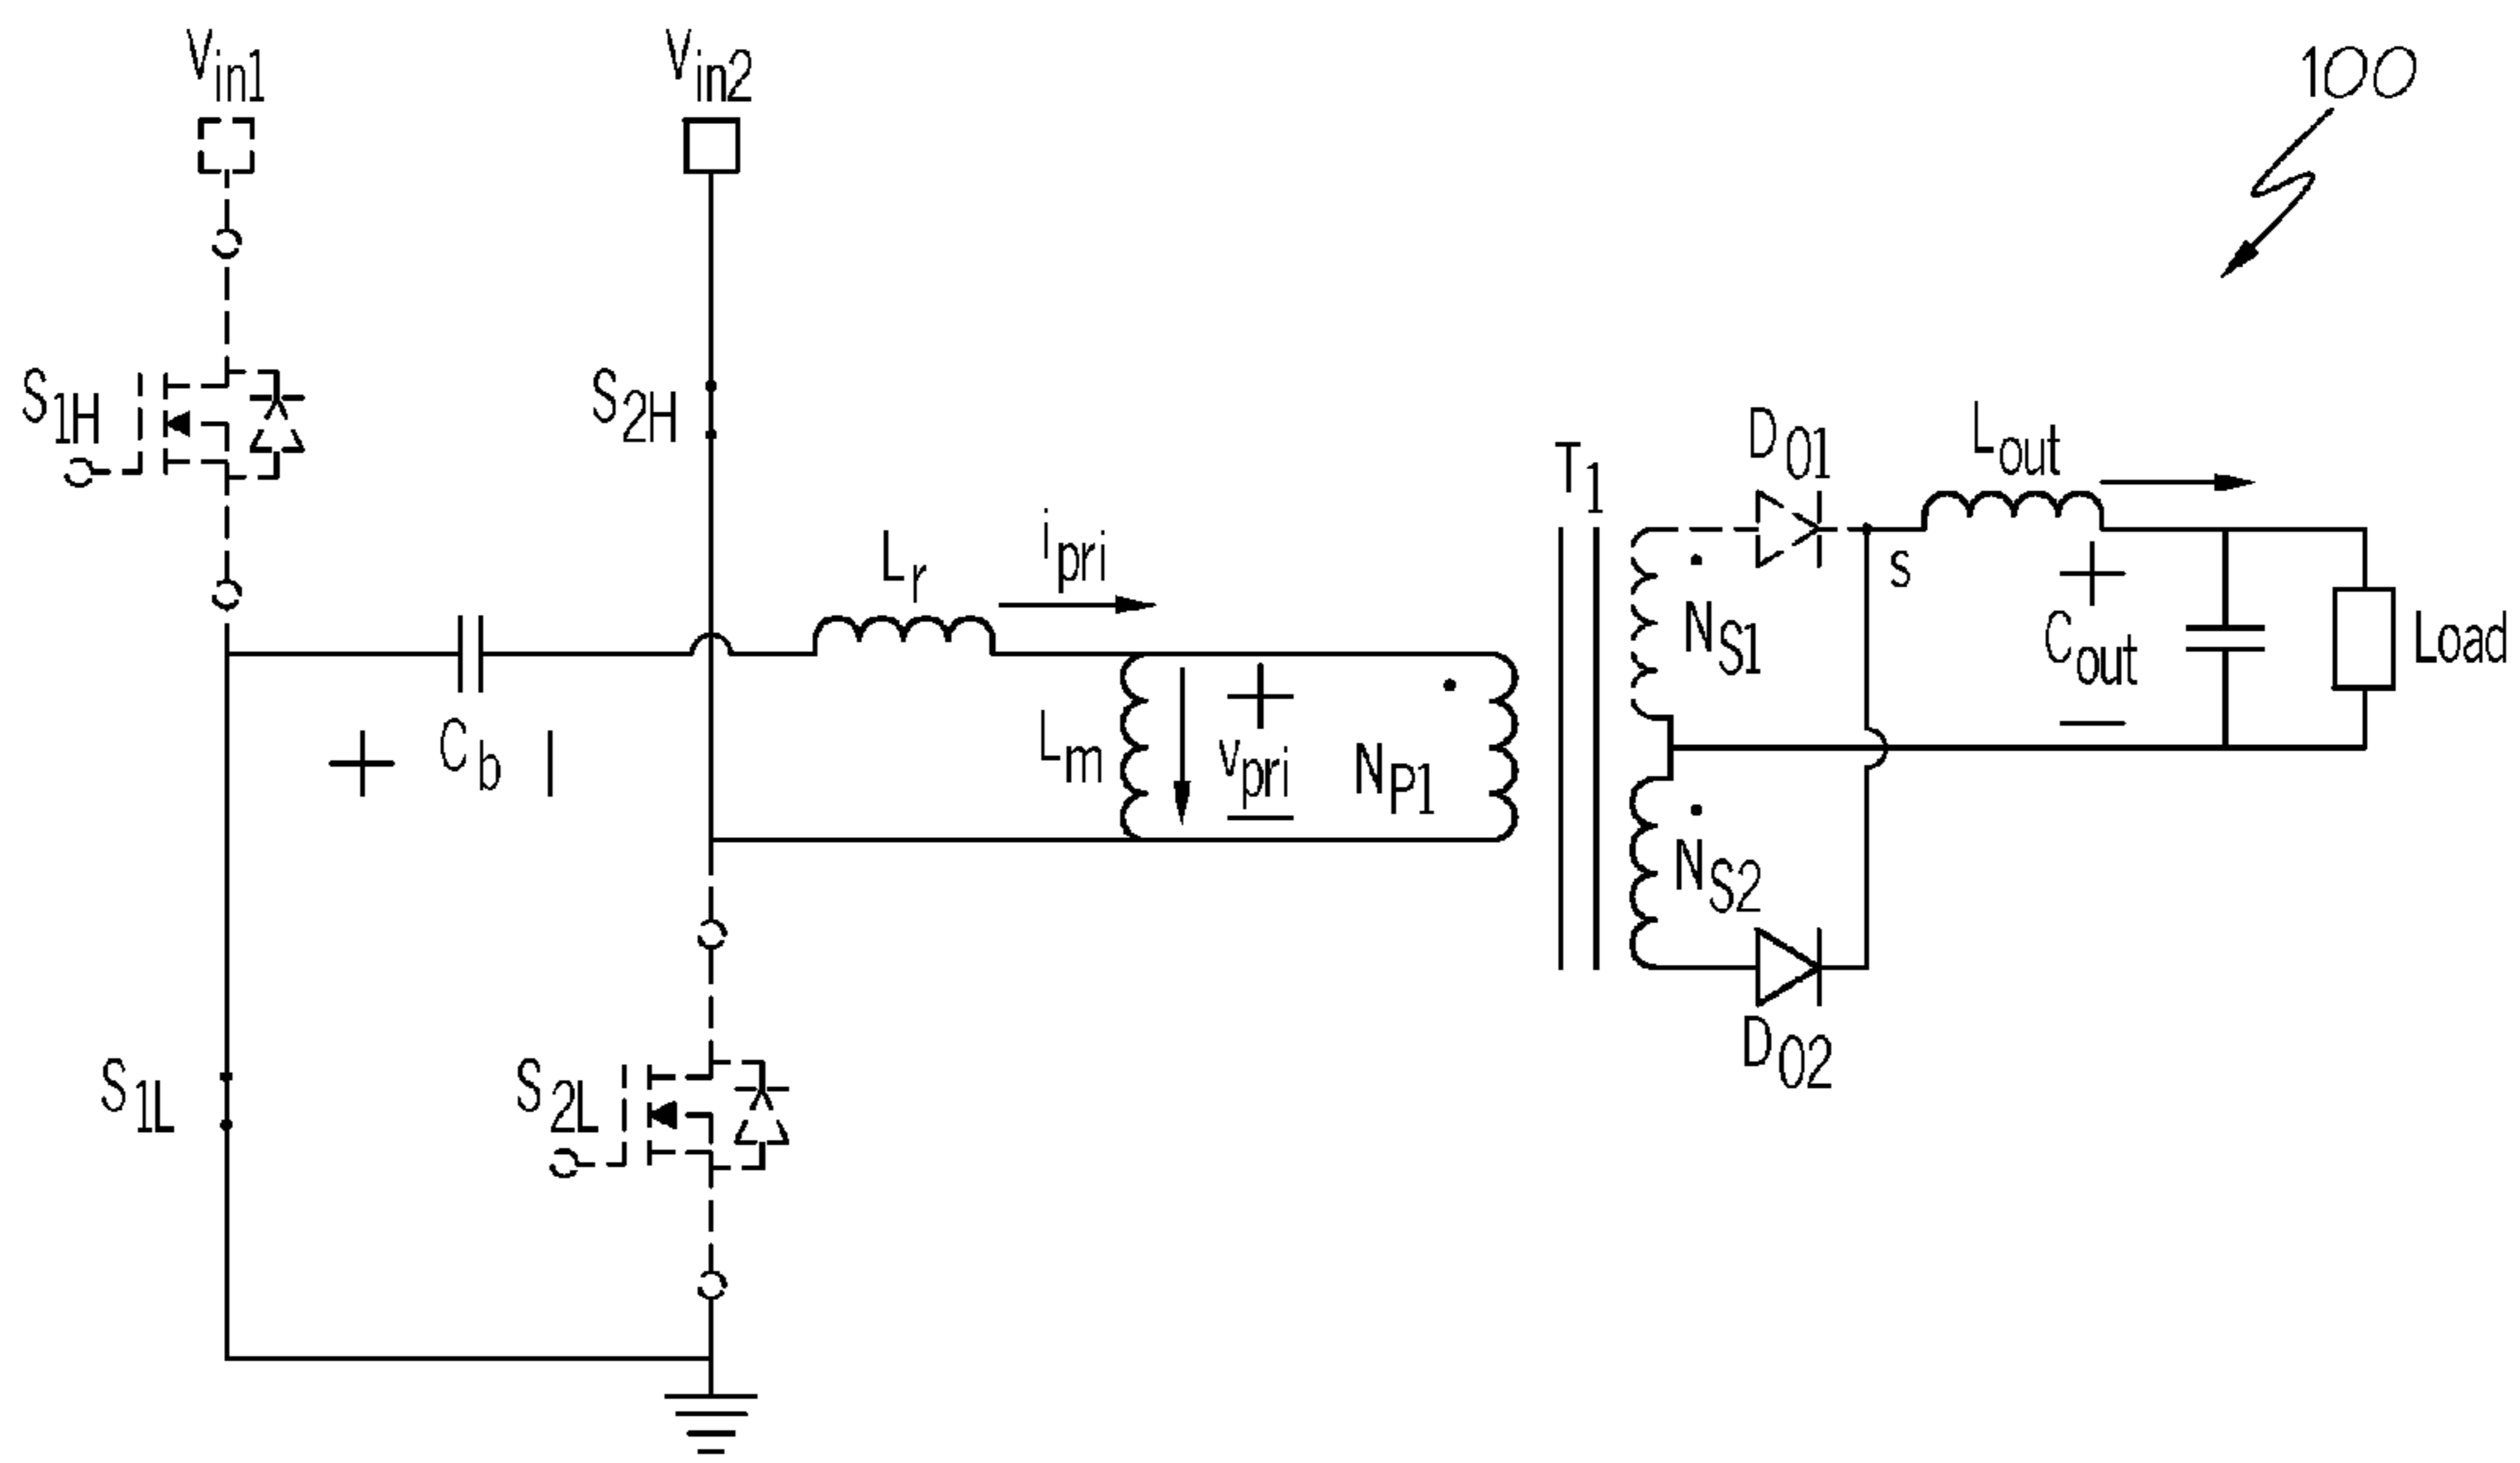 Vin1
Vin2
100
S1H
S2H
Lr
ipri
T1
DO1
Lout
s
NS1
Cout
Load
+ Cb |
Lm
+
vpri
−
NP1
+
−
NS2
DO2
S1L
S2L